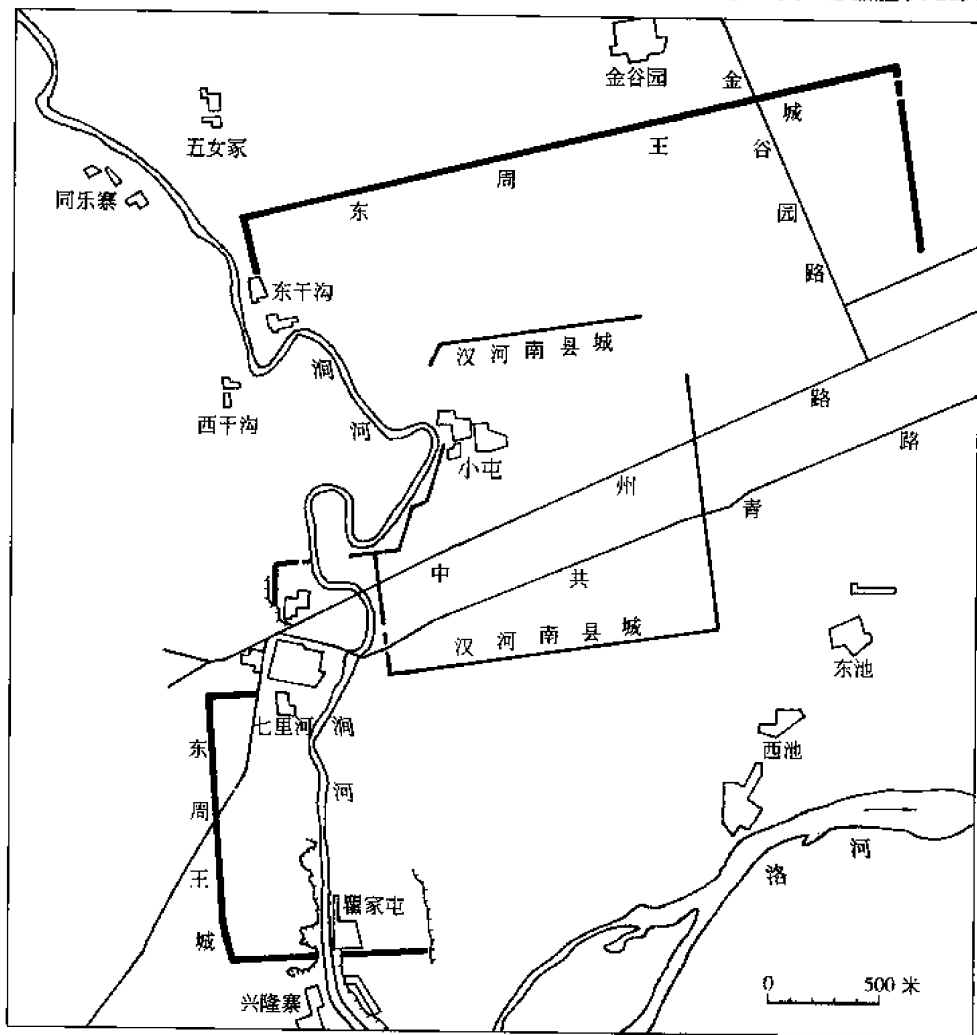 金谷园
五女冢
同乐寨
东周王城
金谷园路
东干沟
汉河南县城
涧河
西干沟
小屯
中州路
共青路
汉河南县城
东池
七里河
涧河
西池
东周王城
洛河
瞿家屯
兴隆寨
0 500 米